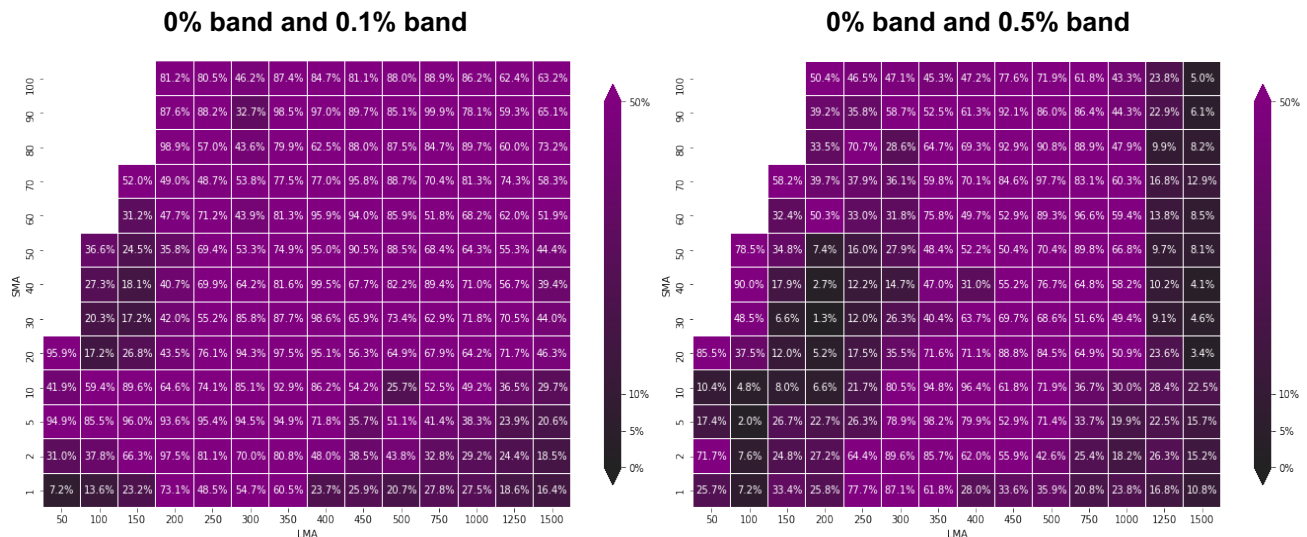 0% band and 0.1% band
0% band and 0.5% band
100 81.2% 80.5% 46.2% 87.4% 84.7% 81.1% 88.0% 88.9% 86.2% 62.4% 63.2%
90 87.6% 88.2% 32.7% 98.5% 97.0% 89.7% 85.1% 99.9% 78.1% 59.3% 65.1%
80 98.9% 57.0% 43.6% 79.9% 62.5% 88.0% 87.5% 84.7% 89.7% 60.0% 73.2%
70 52.0% 49.0% 48.7% 53.8% 77.5% 77.0% 95.8% 88.7% 70.4% 81.3% 74.3% 58.3%
60 31.2% 47.7% 71.2% 43.9% 81.3% 95.9% 94.0% 85.9% 51.8% 68.2% 62.0% 51.9%
50 36.6% 24.5% 35.8% 69.4% 53.3% 74.9% 95.0% 90.5% 88.5% 68.4% 64.3% 55.3% 44.4%
SMA
40 27.3% 18.1% 40.7% 69.9% 64.2% 81.6% 99.5% 67.7% 82.2% 89.4% 71.0% 56.7% 39.4%
30 20.3% 17.2% 42.0% 55.2% 85.8% 87.7% 98.6% 65.9% 73.4% 62.9% 71.8% 70.5% 44.0%
20 95.9% 17.2% 26.8% 43.5% 76.1% 94.3% 97.5% 95.1% 56.3% 64.9% 67.9% 64.2% 71.7% 46.3%
10 41.9% 59.4% 89.6% 64.6% 74.1% 85.1% 92.9% 86.2% 54.2% 25.7% 52.5% 49.2% 36.5% 29.7%
5 94.9% 85.5% 96.0% 93.6% 95.4% 94.5% 94.9% 71.8% 35.7% 51.1% 41.4% 38.3% 23.9% 20.6%
2 31.0% 37.8% 66.3% 97.5% 81.1% 70.0% 80.8% 48.0% 38.5% 43.8% 32.8% 29.2% 24.4% 18.5%
1 7.2% 13.6% 23.2% 73.1% 48.5% 54.7% 60.5% 23.7% 25.9% 20.7% 27.8% 27.5% 18.6% 16.4%
50 100 150 200 250 300 350 400 450 500 750 1000 1250 1500
LMA
50%
10%
5%
0%
100 50.4% 46.5% 47.1% 45.3% 47.2% 77.6% 71.9% 61.8% 43.3% 23.8% 5.0%
90 39.2% 35.8% 58.7% 52.5% 61.3% 92.1% 86.0% 86.4% 44.3% 22.9% 6.1%
80 33.5% 70.7% 28.6% 64.7% 69.3% 92.9% 90.8% 88.9% 47.9% 9.9% 8.2%
70 58.2% 39.7% 37.9% 36.1% 59.8% 70.1% 84.6% 97.7% 83.1% 60.3% 16.8% 12.9%
60 32.4% 50.3% 33.0% 31.8% 75.8% 49.7% 52.9% 89.3% 96.6% 59.4% 13.8% 8.5%
50 78.5% 34.8% 7.4% 16.0% 27.9% 48.4% 52.2% 50.4% 70.4% 89.8% 66.8% 9.7% 8.1%
SMA
40 90.0% 17.9% 2.7% 12.2% 14.7% 47.0% 31.0% 55.2% 76.7% 64.8% 58.2% 10.2% 4.1%
30 48.5% 6.6% 1.3% 12.0% 26.3% 40.4% 63.7% 69.7% 68.6% 51.6% 49.4% 9.1% 4.6%
20 85.5% 37.5% 12.0% 5.2% 17.5% 35.5% 71.6% 71.1% 88.8% 84.5% 64.9% 50.9% 23.6% 3.4%
10 10.4% 4.8% 8.0% 6.6% 21.7% 80.5% 94.8% 96.4% 61.8% 71.9% 36.7% 30.0% 28.4% 22.5%
5 17.4% 2.0% 26.7% 22.7% 26.3% 78.9% 98.2% 79.9% 52.9% 71.4% 33.7% 19.9% 22.5% 15.7%
2 71.7% 7.6% 24.8% 27.2% 64.4% 89.6% 85.7% 62.0% 55.9% 42.6% 25.4% 18.2% 26.3% 15.2%
1 25.7% 7.2% 33.4% 25.8% 77.7% 87.1% 61.8% 28.0% 33.6% 35.9% 20.8% 23.8% 16.8% 10.8%
50 100 150 200 250 300 350 400 450 500 750 1000 1250 1500
LMA
50%
10%
5%
0%